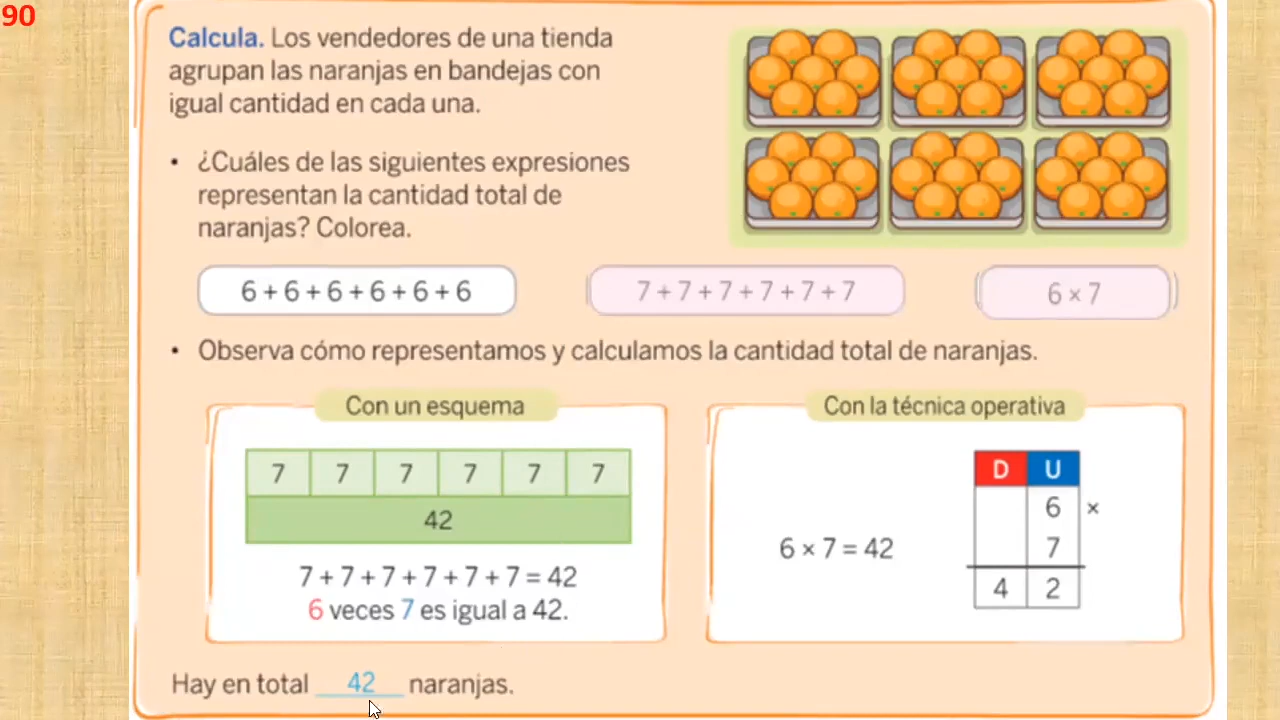 90
Calcula. Los vendedores de una tienda
agrupan las naranjas en bandejas con
igual cantidad en cada una.
• ¿Cuáles de las siguientes expresiones
representan la cantidad total de
naranjas? Colorea.
6 + 6 + 6 + 6 + 6 + 6
7 + 7 + 7 + 7 + 7 + 7
6 × 7
• Observa cómo representamos y calculamos la cantidad total de naranjas.
Con un esquema
7 7 7 7 7 7
42
7 + 7 + 7 + 7 + 7 + 7 = 42
6 veces 7 es igual a 42.
Con la técnica operativa
6 × 7 = 42
D U
6 ×
7
4 2
Hay en total 42 naranjas.